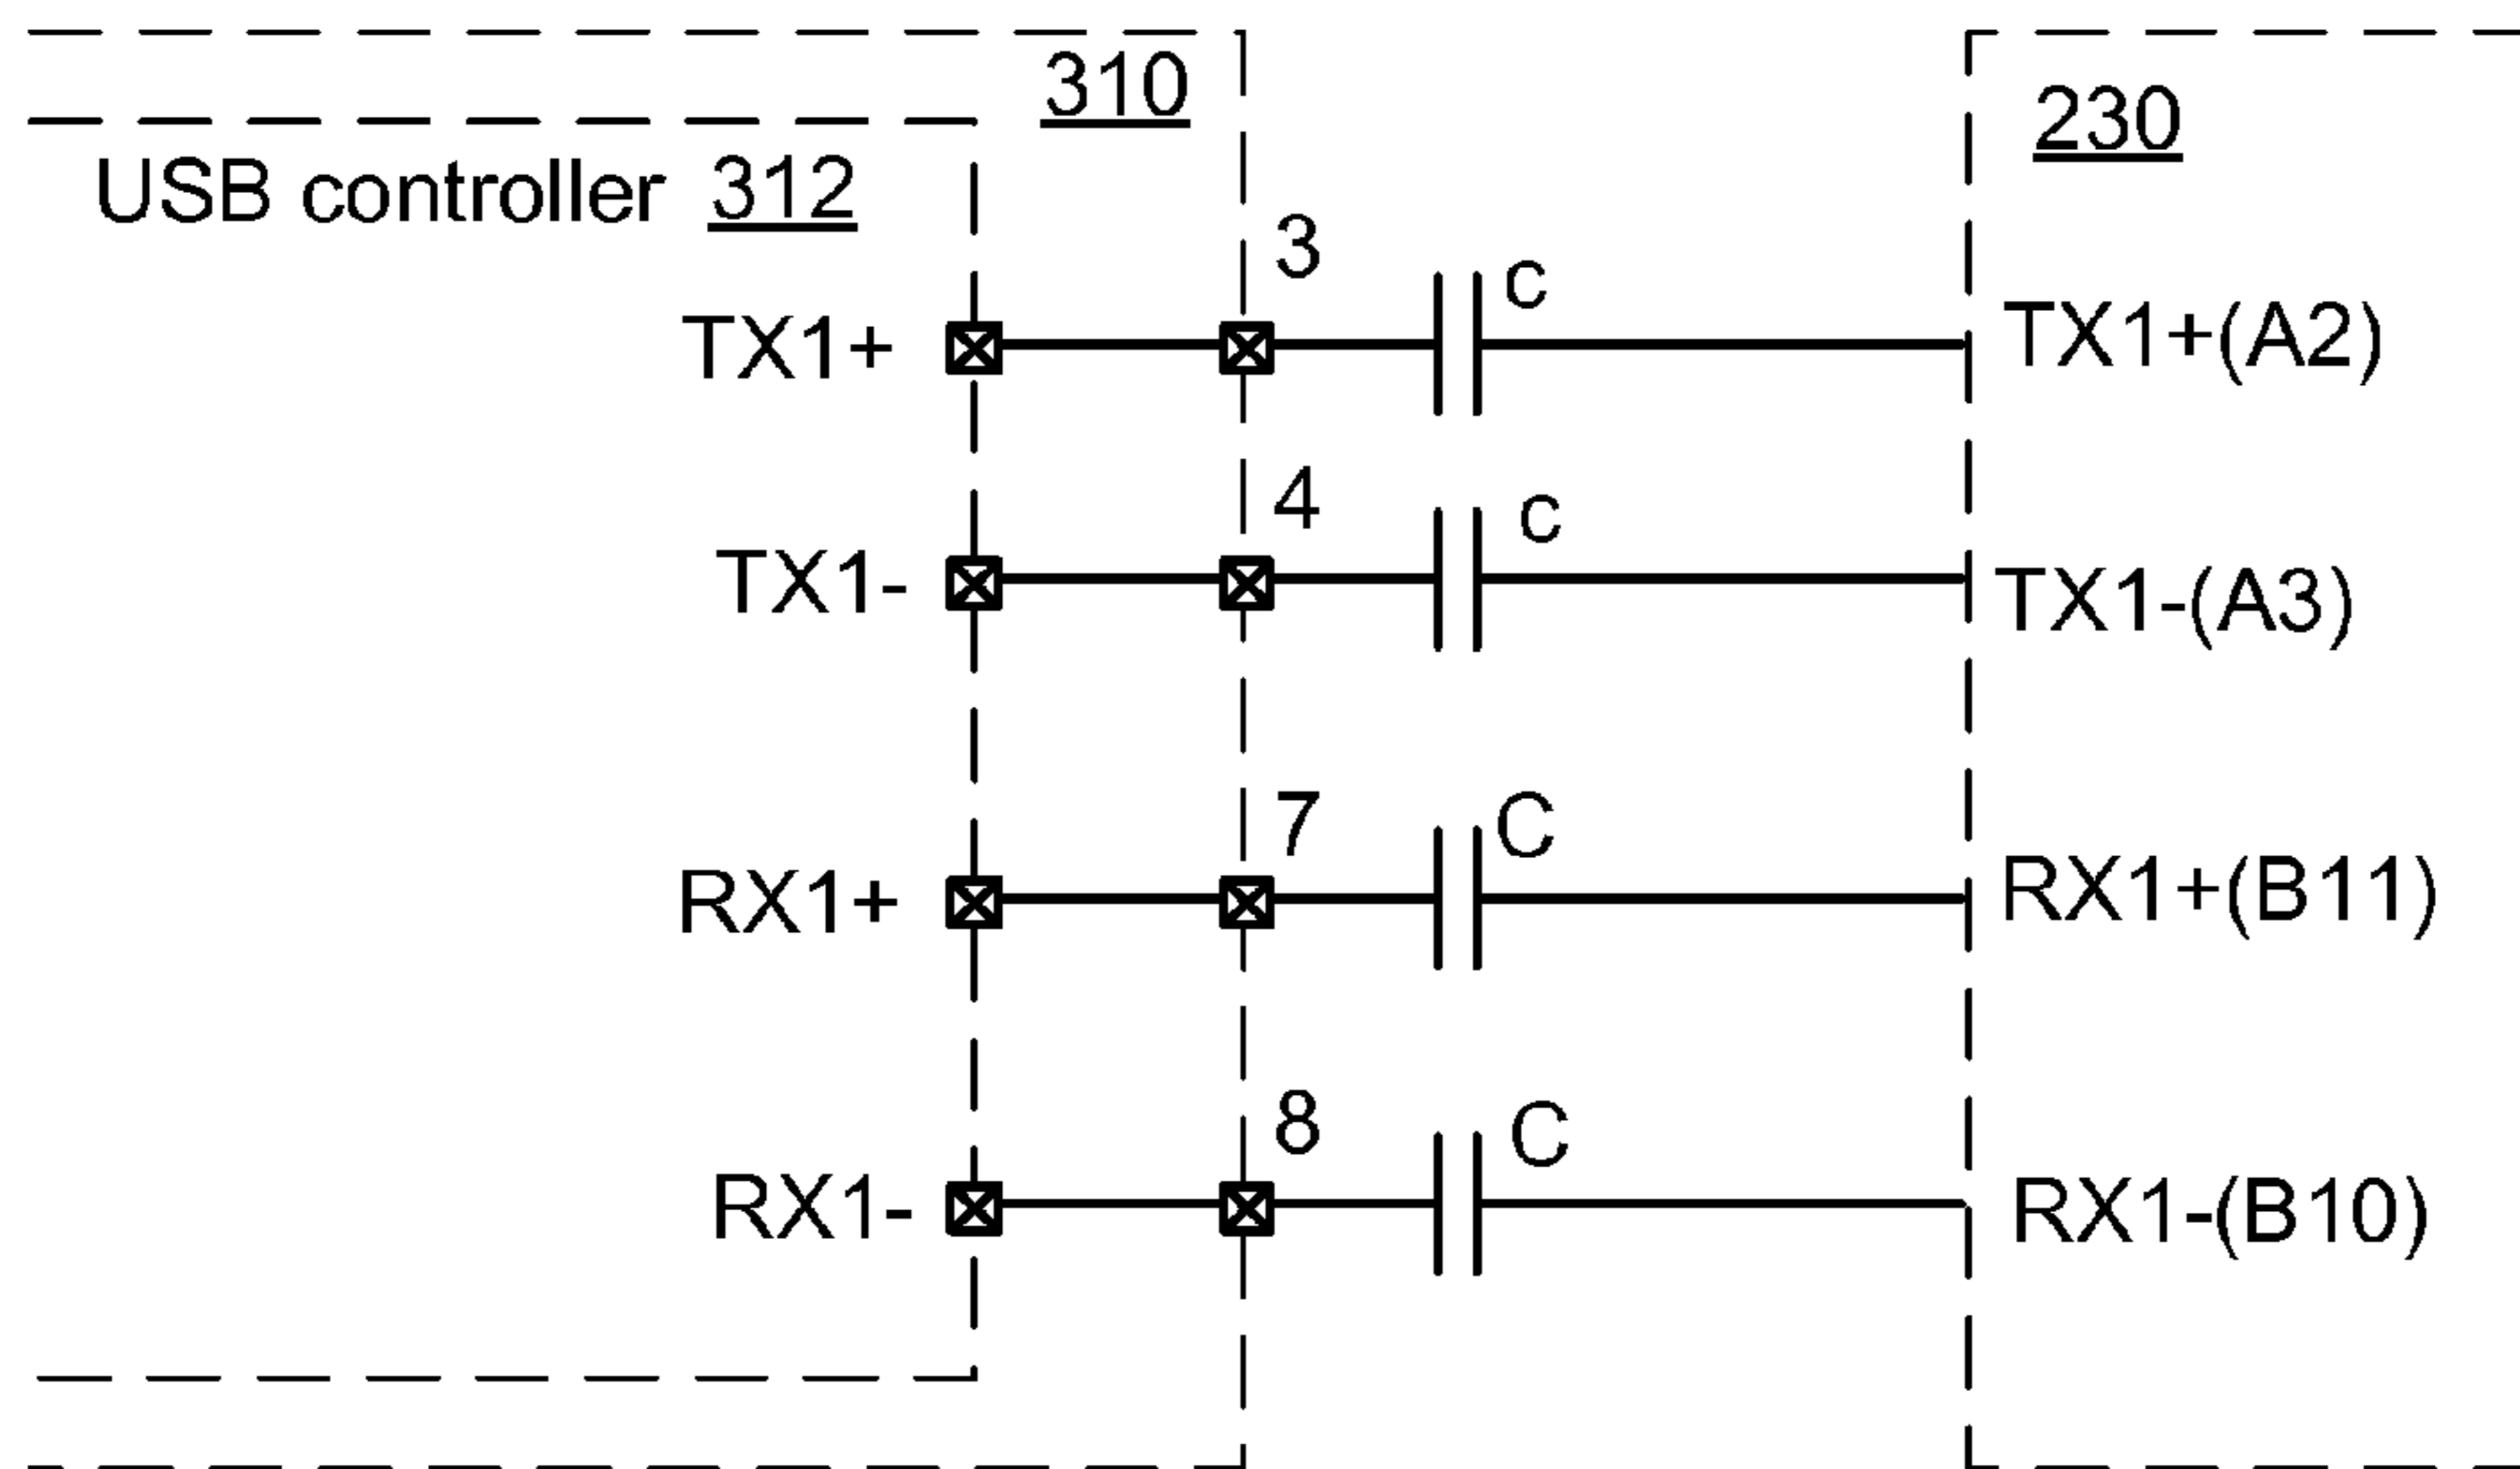 310
230
USB controller 312
3
c
TX1+
TX1+(A2)
4
c
TX1-
TX1-(A3)
7
C
RX1+
RX1+(B11)
8
C
RX1-
RX1-(B10)